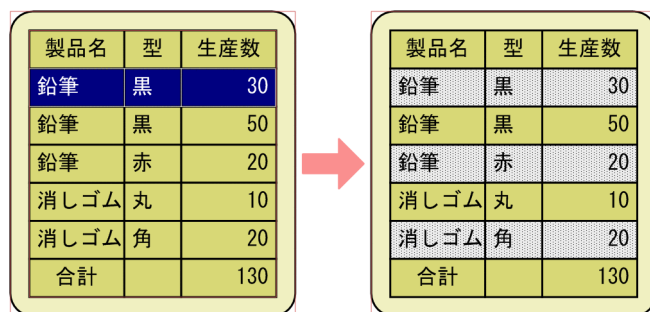 製品名 型 生産数
鉛筆 黒 30
鉛筆 黒 50
鉛筆 赤 20
消しゴム 丸 10
消しゴム 角 20
合計 130
製品名 型 生産数
鉛筆 黒 30
鉛筆 黒 50
鉛筆 赤 20
消しゴム 丸 10
消しゴム 角 20
合計 130